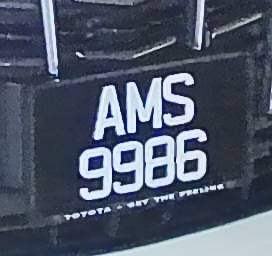 AMS
9986
TOYOTA - GET THE FEELING